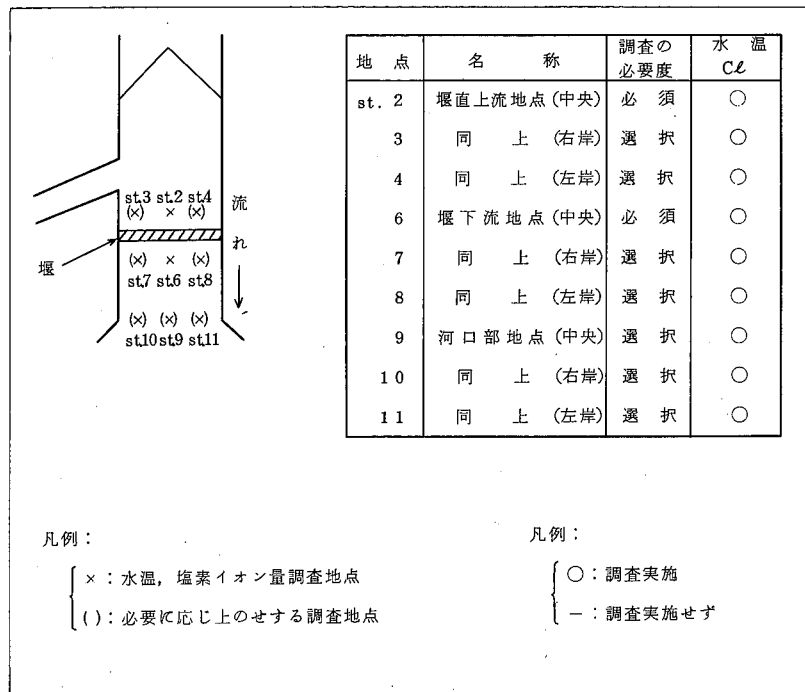 st.3 st.2 st.4
(×) × (×)
流れ
堰
(×) × (×)
st.7 st.6 st.8
(×) (×) (×)
st.10 st.9 st.11
地点 名称 調査の必要度 水温 Cℓ
st. 2 堰直上流地点(中央) 必須 ○
3 同上 (右岸) 選択 ○
4 同上 (左岸) 選択 ○
6 堰下流地点(中央) 必須 ○
7 同上 (右岸) 選択 ○
8 同上 (左岸) 選択 ○
9 河口部地点(中央) 選択 ○
10 同上 (右岸) 選択 ○
11 同上 (左岸) 選択 ○
凡例：
×：水温，塩素イオン量調査地点
( )：必要に応じ上のせする調査地点
凡例：
○：調査実施
－：調査実施せず